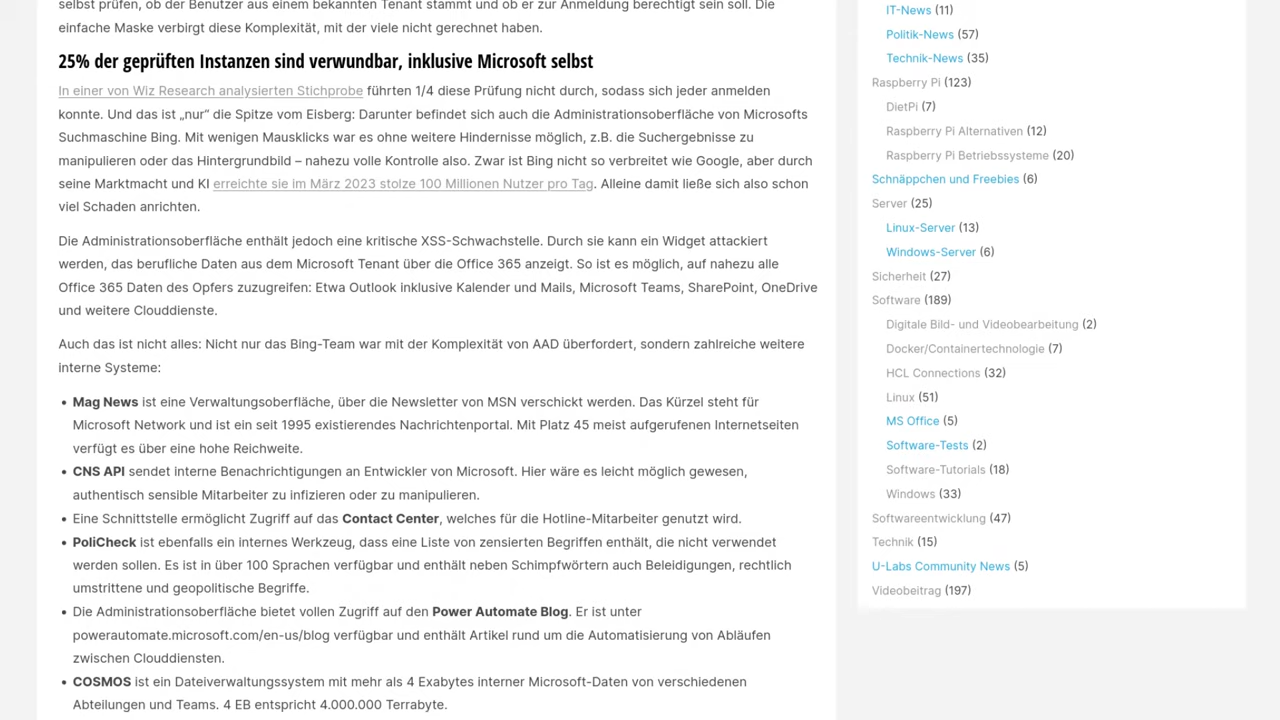 selbst prüfen, ob der Benutzer aus einem bekannten Tenant stammt und ob er zur Anmeldung berechtigt sein soll. Die
einfache Maske verbirgt diese Komplexität, mit der viele nicht gerechnet haben.
25% der geprüften Instanzen sind verwundbar, inklusive Microsoft selbst
In einer von Wiz Research analysierten Stichprobe führten 1/4 diese Prüfung nicht durch, sodass sich jeder anmelden
konnte. Und das ist „nur“ die Spitze vom Eisberg: Darunter befindet sich auch die Administrationsoberfläche von Microsofts
Suchmaschine Bing. Mit wenigen Mausklicks war es ohne weitere Hindernisse möglich, z.B. die Suchergebnisse zu
manipulieren oder das Hintergrundbild – nahezu volle Kontrolle also. Zwar ist Bing nicht so verbreitet wie Google, aber durch
seine Marktmacht und KI erreichte sie im März 2023 stolze 100 Millionen Nutzer pro Tag. Alleine damit ließe sich also schon
viel Schaden anrichten.
Die Administrationsoberfläche enthält jedoch eine kritische XSS-Schwachstelle. Durch sie kann ein Widget attackiert
werden, das berufliche Daten aus dem Microsoft Tenant über die Office 365 anzeigt. So ist es möglich, auf nahezu alle
Office 365 Daten des Opfers zuzugreifen: Etwa Outlook inklusive Kalender und Mails, Microsoft Teams, SharePoint, OneDrive
und weitere Clouddienste.
Auch das ist nicht alles: Nicht nur das Bing-Team war mit der Komplexität von AAD überfordert, sondern zahlreiche weitere
interne Systeme:
• Mag News ist eine Verwaltungsoberfläche, über die Newsletter von MSN verschickt werden. Das Kürzel steht für
Microsoft Network und ist ein seit 1995 existierendes Nachrichtenportal. Mit Platz 45 meist aufgerufenen Internetseiten
verfügt es über eine hohe Reichweite.
• CNS API sendet interne Benachrichtigungen an Entwickler von Microsoft. Hier wäre es leicht möglich gewesen,
authentisch sensible Mitarbeiter zu infizieren oder zu manipulieren.
• Eine Schnittstelle ermöglicht Zugriff auf das Contact Center, welches für die Hotline-Mitarbeiter genutzt wird.
• PoliCheck ist ebenfalls ein internes Werkzeug, dass eine Liste von zensierten Begriffen enthält, die nicht verwendet
werden sollen. Es ist in über 100 Sprachen verfügbar und enthält neben Schimpfwörtern auch Beleidigungen, rechtlich
umstrittene und geopolitische Begriffe.
• Die Administrationsoberfläche bietet vollen Zugriff auf den Power Automate Blog. Er ist unter
powerautomate.microsoft.com/en-us/blog verfügbar und enthält Artikel rund um die Automatisierung von Abläufen
zwischen Clouddiensten.
• COSMOS ist ein Dateiverwaltungssystem mit mehr als 4 Exabytes interner Microsoft-Daten von verschiedenen
Abteilungen und Teams. 4 EB entspricht 4.000.000 Terrabyte.
IT-News (11)
Politik-News (57)
Technik-News (35)
Raspberry Pi (123)
DietPi (7)
Raspberry Pi Alternativen (12)
Raspberry Pi Betriebssysteme (20)
Schnäppchen und Freebies (6)
Server (25)
Linux-Server (13)
Windows-Server (6)
Sicherheit (27)
Software (189)
Digitale Bild- und Videobearbeitung (2)
Docker/Containertechnologie (7)
HCL Connections (32)
Linux (51)
MS Office (5)
Software-Tests (2)
Software-Tutorials (18)
Windows (33)
Softwareentwicklung (47)
Technik (15)
U-Labs Community News (5)
Videobeitrag (197)